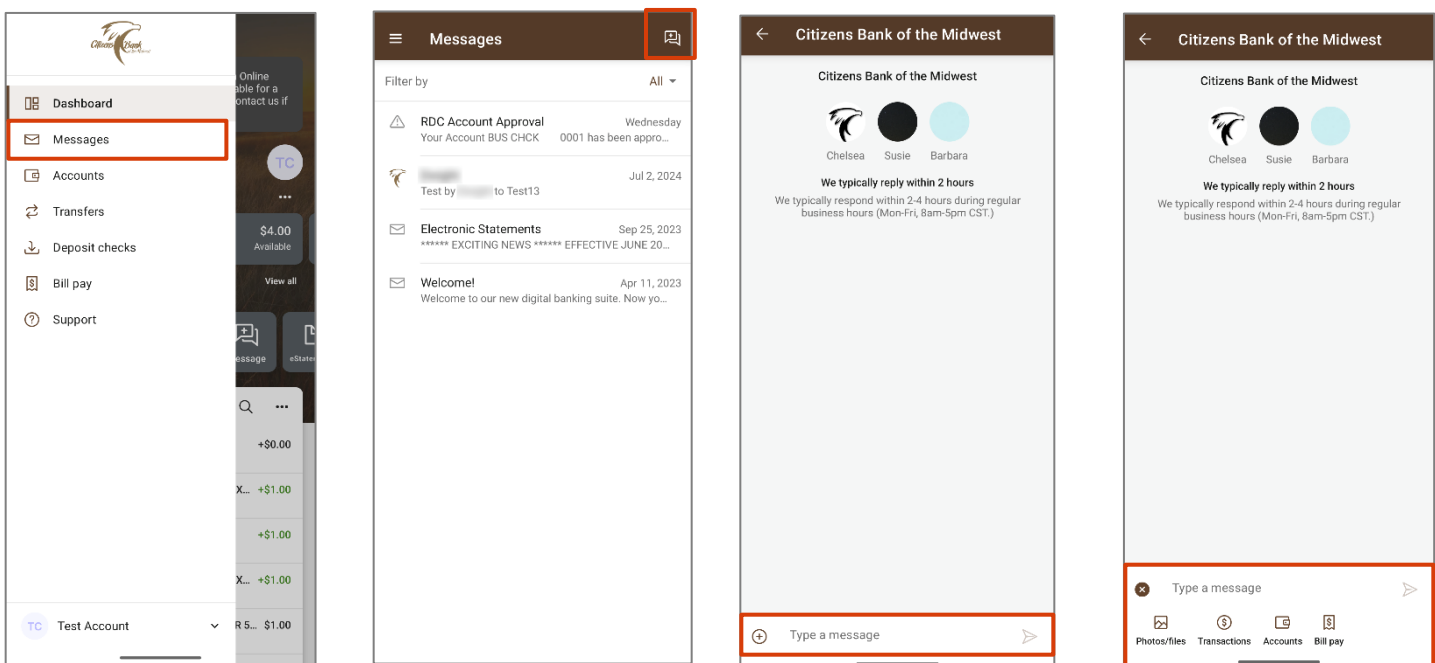 Citizens Bank
Dashboard
Messages
Accounts
Transfers
Deposit checks
Bill pay
Support
TC Test Account
Online
able for a
ontact us if
TC
$4.00
Available
View all
essage
eState
+$0.00
X... +$1.00
+$1.00
X... +$1.00
R 5... $1.00
Messages
Filter by All
RDC Account Approval Wednesday
Your Account BUS CHCK 0001 has been appro...
Jul 2, 2024
Test by to Test13
Electronic Statements Sep 25, 2023
****** EXCITING NEWS ****** EFFECTIVE JUNE 20...
Welcome! Apr 11, 2023
Welcome to our new digital banking suite. Now yo...
Citizens Bank of the Midwest
Citizens Bank of the Midwest
Chelsea Susie Barbara
We typically reply within 2 hours
We typically respond within 2-4 hours during regular
business hours (Mon-Fri, 8am-5pm CST.)
Type a message
Citizens Bank of the Midwest
Citizens Bank of the Midwest
Chelsea Susie Barbara
We typically reply within 2 hours
We typically respond within 2-4 hours during regular
business hours (Mon-Fri, 8am-5pm CST.)
Type a message
Photos/files Transactions Accounts Bill pay